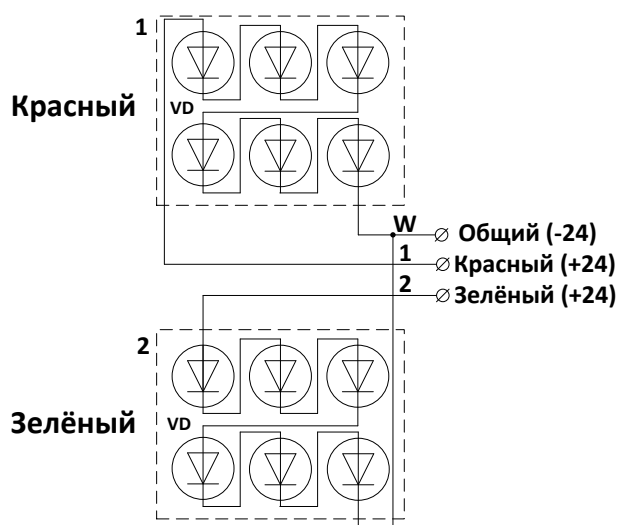 1
Красный
VD
W
Общий (-24)
1
Красный (+24)
2
Зелёный (+24)
2
Зелёный
VD